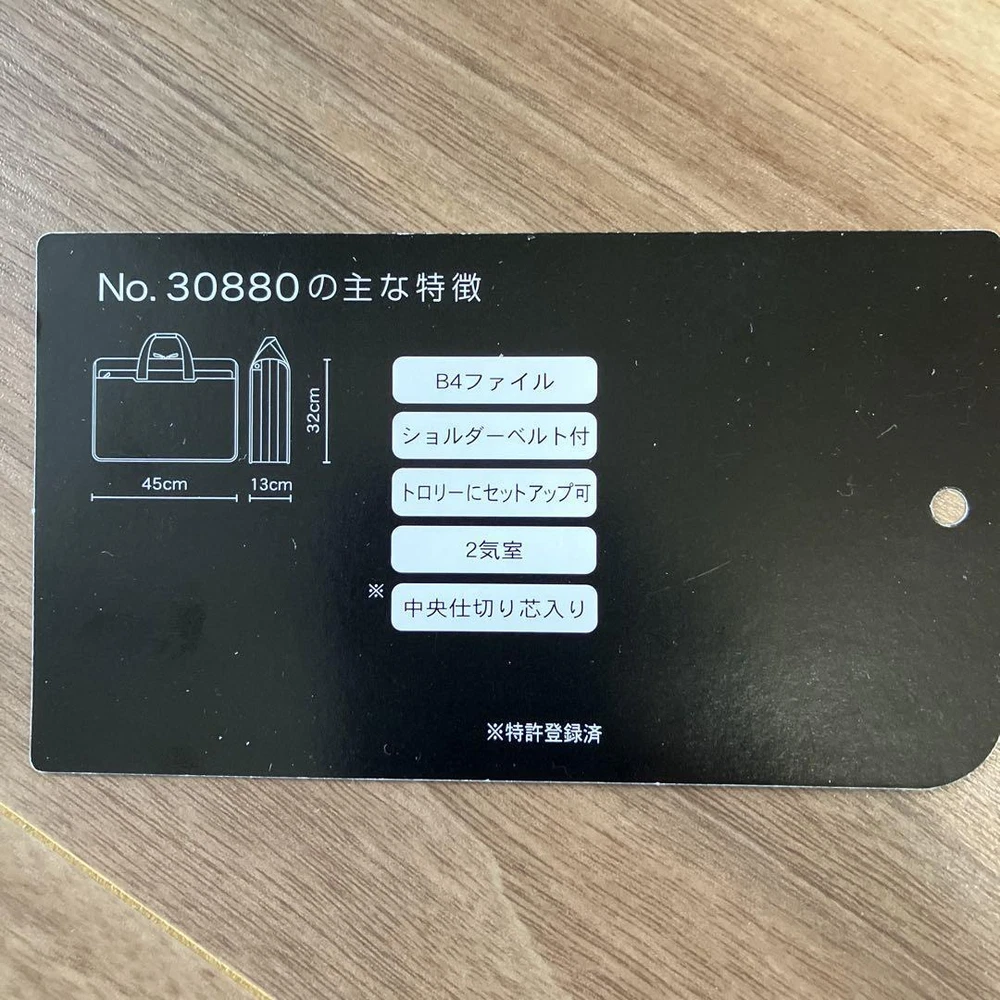 No. 30880の主な特徴
32cm
45cm
13cm
B4ファイル
ショルダーベルト付
トロリーにセットアップ可
2気室
※
中央仕切り芯入り
※特許登録済